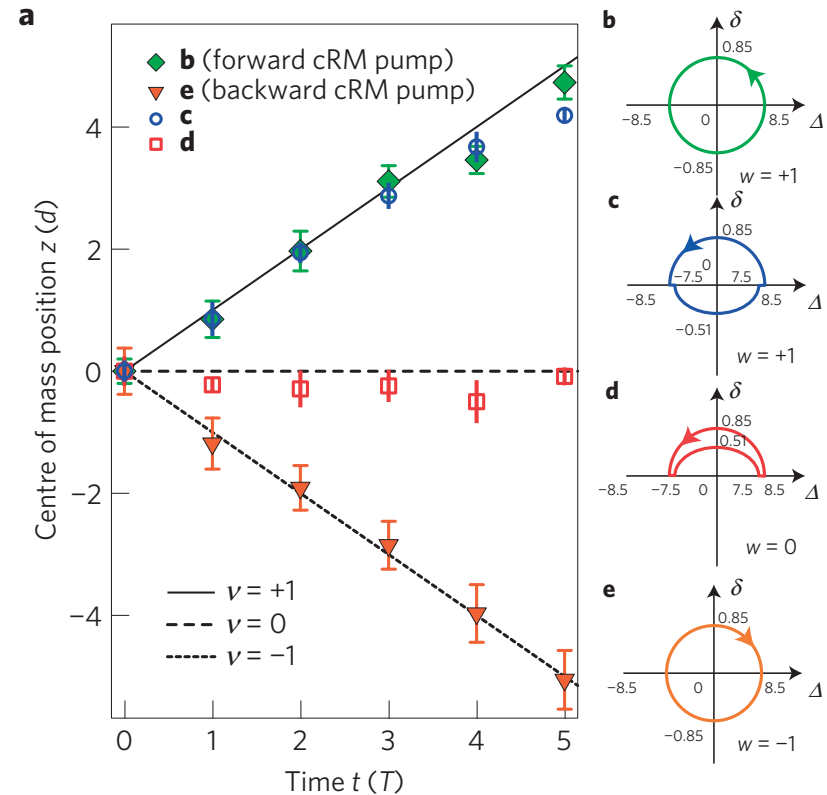 a
b (forward cRM pump)
e (backward cRM pump)
c
d
Centre of mass position z (d)
4
2
0
−2
−4
ν = +1
ν = 0
ν = −1
0 1 2 3 4 5
Time t (T)
b
δ
0.85
−8.5 0 8.5 Δ
−0.85
w = +1
c
δ
0.85
0
−7.5 7.5
−8.5 8.5 Δ
−0.51
w = +1
d
δ
0.85
0.51
−8.5 −7.5 0 7.5 8.5 Δ
w = 0
e
δ
0.85
−8.5 0 8.5 Δ
−0.85
w = −1